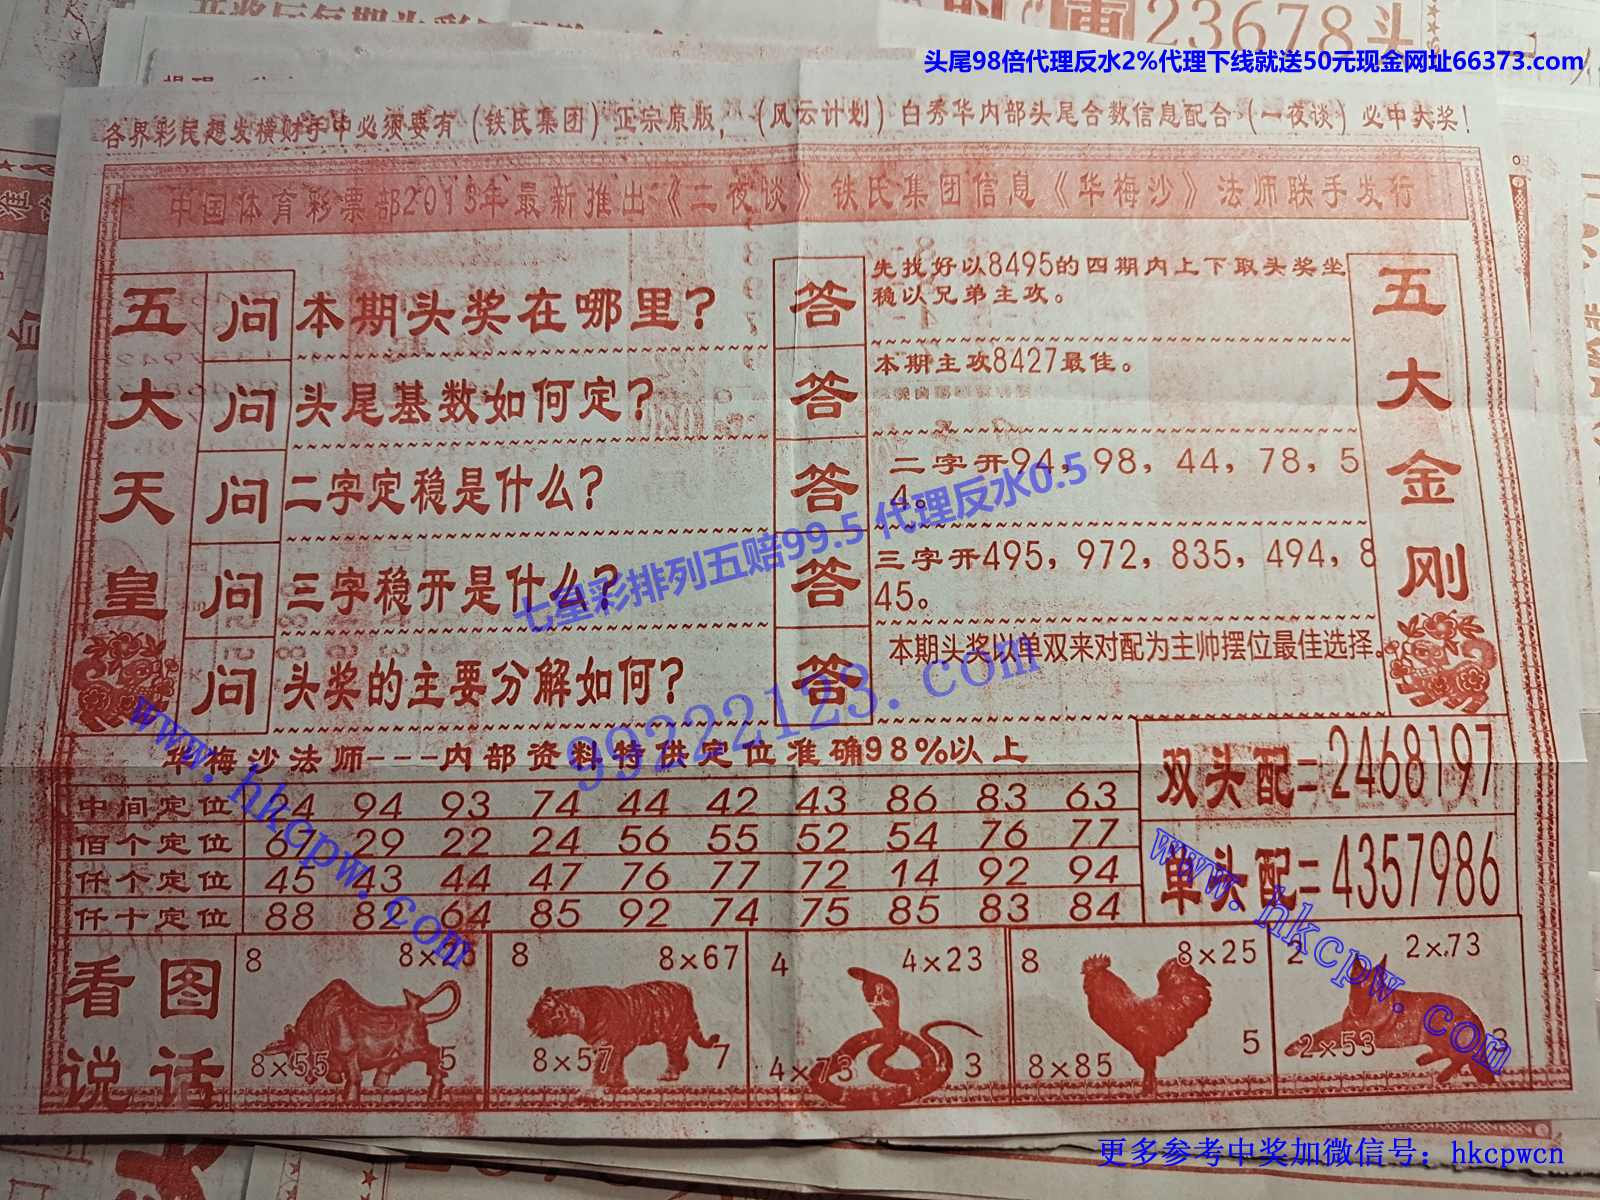 23678头
头尾98倍代理反水2%代理下线就送50元现金网址66373.com
各界彩民想发横财手中必须要有（铁氏集团）正宗原版，（风云计划）白秀华内部头尾合数信息配合（一夜谈）必中大奖！
中国体育彩票部2013年最新推出《二夜谈》铁氏集团信息《华梅沙》法师联手发行
五大天皇
问 本期头奖在哪里？
答 先找好以8495的四期内上下取头奖坐
稳以兄弟主攻。
问 头尾基数如何定？
答 本期主攻8427最佳。
问 二字定稳是什么？
答 二字开94，98，44，78，5
4。
问 三字稳开是什么？
答 三字开495，972，835，494，8
45。
问 头奖的主要分解如何？
答 本期头奖以单双来对配为主帅摆位最佳选择。
五大金刚
七星彩排列五赔99.5 代理反水0.5
99222123.com
www.hkcpw.com
www.hkcpw.com
华梅沙法师---内部资料特供定位准确98%以上
中间定位 24 94 93 74 44 42 43 86 83 63
佰个定位 67 29 22 24 56 55 52 54 76 77
仟个定位 45 43 44 47 76 77 72 14 92 94
仟十定位 88 82 64 85 92 74 75 85 83 84
双头配=2468197
单头配=4357986
看图说话
8 8×25
8×55 5
8 8×67
8×57 7
4 4×23
4×73 3
8 8×25
8×85 5
2 2×73
2×53 3
更多参考中奖加微信号：hkcpwcn